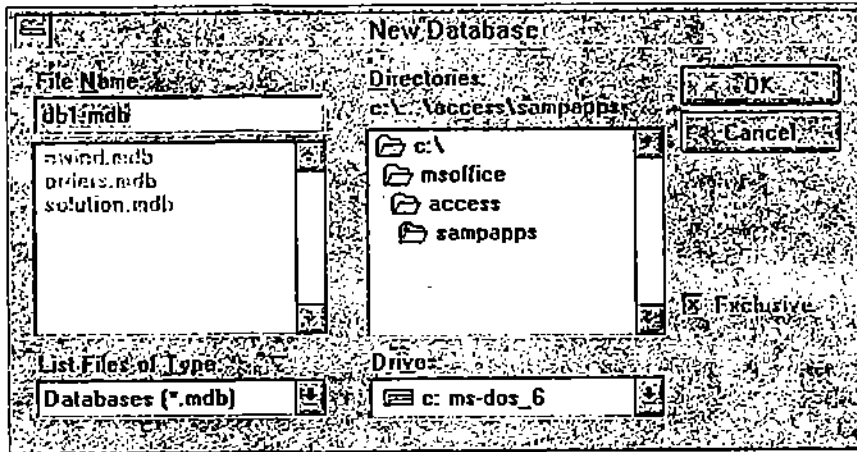 New Database
File Name:
db1.mdb
nwind.mdb
orders.mdb
solution.mdb
List Files of Type:
Databases (*.mdb)
Directories:
c:\...\access\sampapps
c:\
msoffice
access
sampapps
Drives:
c: ms-dos_6
OK
Cancel
Exclusive